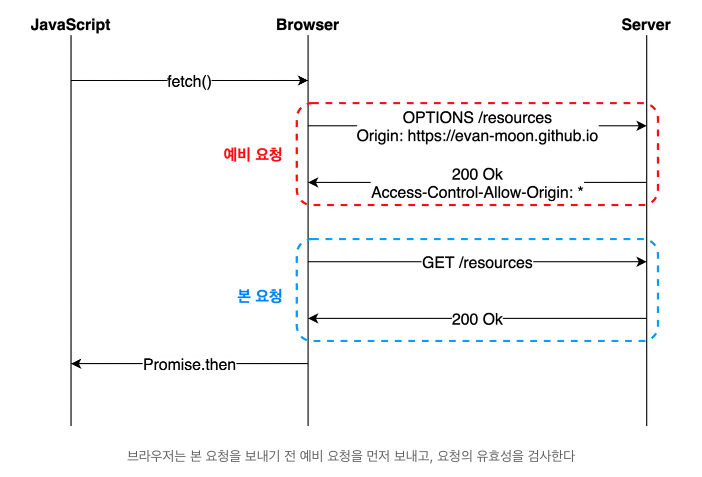 JavaScript
Browser
Server
fetch()
예비 요청
OPTIONS /resources
Origin: https://evan-moon.github.io
200 Ok
Access-Control-Allow-Origin: *
본 요청
GET /resources
200 Ok
Promise.then
브라우저는 본 요청을 보내기 전 예비 요청을 먼저 보내고, 요청의 유효성을 검사한다